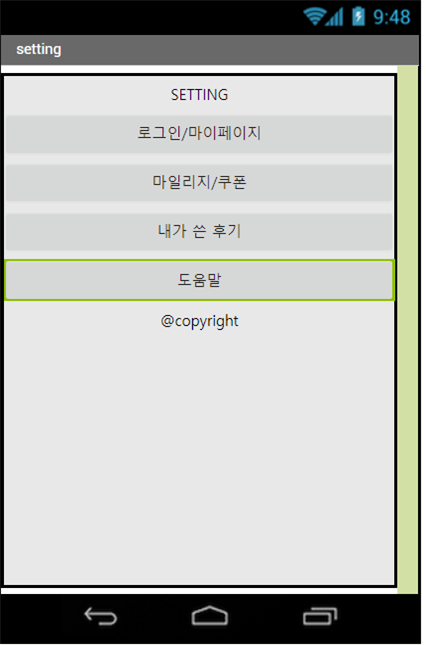 9:48
setting
SETTING
로그인/마이페이지
마일리지/쿠폰
내가 쓴 후기
도움말
@copyright